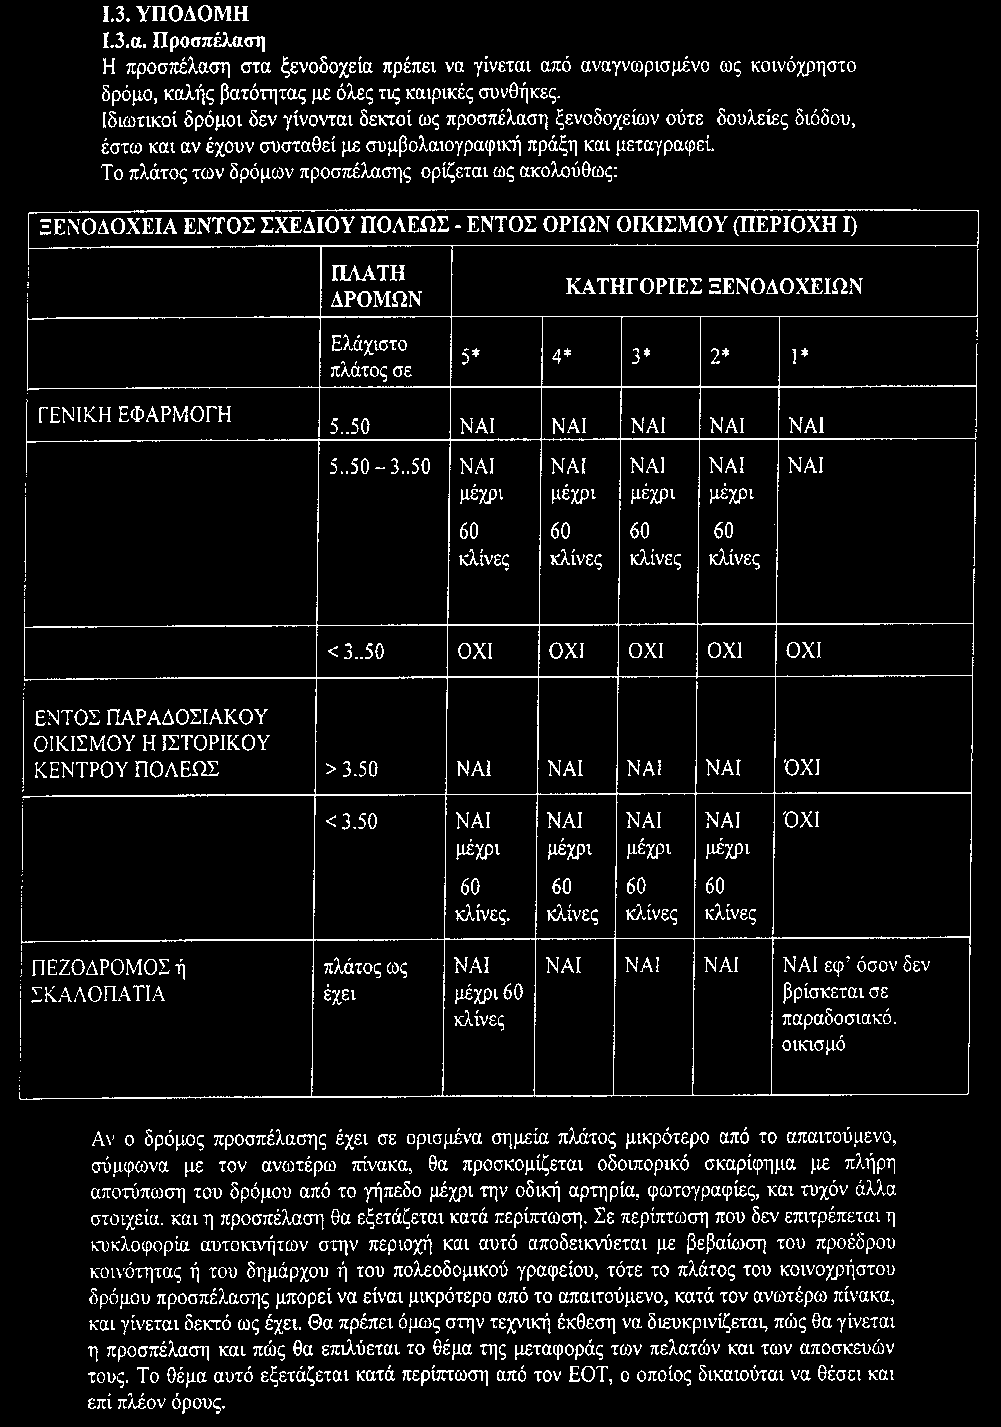 Ι.3. ΥΠΟΔΟΜΗ
Ι.3.α. Προσπέλαση
Η προσπέλαση στα ξενοδοχεία πρέπει να γίνεται από αναγνωρισμένο ως κοινόχρηστο
δρόμο, καλής βατότητας με όλες τις καιρικές συνθήκες.
Ιδιωτικοί δρόμοι δεν γίνονται δεκτοί ως προσπέλαση ξενοδοχείων ούτε δουλείες διόδου,
έστω και αν έχουν συσταθεί με συμβολαιογραφική πράξη και μεταγραφεί.
Το πλάτος των δρόμων προσπέλασης ορίζεται ως ακολούθως:
ΞΕΝΟΔΟΧΕΙΑ ΕΝΤΟΣ ΣΧΕΔΙΟΥ ΠΟΛΕΩΣ - ΕΝΤΟΣ ΟΡΙΩΝ ΟΙΚΙΣΜΟΥ (ΠΕΡΙΟΧΗ Ι)
ΠΛΑΤΗ
ΔΡΟΜΩΝ
ΚΑΤΗΓΟΡΙΕΣ ΞΕΝΟΔΟΧΕΙΩΝ
Ελάχιστο
πλάτος σε
5* 4* 3* 2* 1*
ΓΕΝΙΚΗ ΕΦΑΡΜΟΓΗ
5..50 ΝΑΙ ΝΑΙ ΝΑΙ ΝΑΙ ΝΑΙ
5..50 – 3..50 ΝΑΙ ΝΑΙ ΝΑΙ ΝΑΙ ΝΑΙ
μέχρι μέχρι μέχρι μέχρι
60 60 60 60
κλίνες κλίνες κλίνες κλίνες
< 3..50 ΟΧΙ ΟΧΙ ΟΧΙ ΟΧΙ ΟΧΙ
ΕΝΤΟΣ ΠΑΡΑΔΟΣΙΑΚΟΥ
ΟΙΚΙΣΜΟΥ Η ΙΣΤΟΡΙΚΟΥ
ΚΕΝΤΡΟΥ ΠΟΛΕΩΣ > 3.50 ΝΑΙ ΝΑΙ ΝΑΙ ΝΑΙ ΌΧΙ
< 3.50 ΝΑΙ ΝΑΙ ΝΑΙ ΝΑΙ ΌΧΙ
μέχρι μέχρι μέχρι μέχρι
60 60 60 60
κλίνες. κλίνες κλίνες κλίνες
ΠΕΖΟΔΡΟΜΟΣ ή πλάτος ως ΝΑΙ ΝΑΙ ΝΑΙ ΝΑΙ ΝΑΙ εφ’ όσον δεν
ΣΚΑΛΟΠΑΤΙΑ έχει μέχρι 60 βρίσκεται σε
κλίνες παραδοσιακό.
οικισμό
Αν ο δρόμος προσπέλασης έχει σε ορισμένα σημεία πλάτος μικρότερο από το απαιτούμενο,
σύμφωνα με τον ανωτέρω πίνακα, θα προσκομίζεται οδοιπορικό σκαρίφημα με πλήρη
αποτύπωση του δρόμου από το γήπεδο μέχρι την οδική αρτηρία, φωτογραφίες, και τυχόν άλλα
στοιχεία. και η προσπέλαση θα εξετάζεται κατά περίπτωση. Σε περίπτωση που δεν επιτρέπεται η
κυκλοφορία αυτοκινήτων στην περιοχή και αυτό αποδεικνύεται με βεβαίωση του προέδρου
κοινότητας ή του δημάρχου ή του πολεοδομικού γραφείου, τότε το πλάτος του κοινοχρήστου
δρόμου προσπέλασης μπορεί να είναι μικρότερο από το απαιτούμενο, κατά τον ανωτέρω πίνακα,
και γίνεται δεκτό ως έχει. Θα πρέπει όμως στην τεχνική έκθεση να διευκρινίζεται, πώς θα γίνεται
η προσπέλαση και πώς θα επιλύεται το θέμα της μεταφοράς των πελατών και των αποσκευών
τους. Το θέμα αυτό εξετάζεται κατά περίπτωση από τον ΕΟΤ, ο οποίος δικαιούται να θέσει και
επί πλέον όρους.